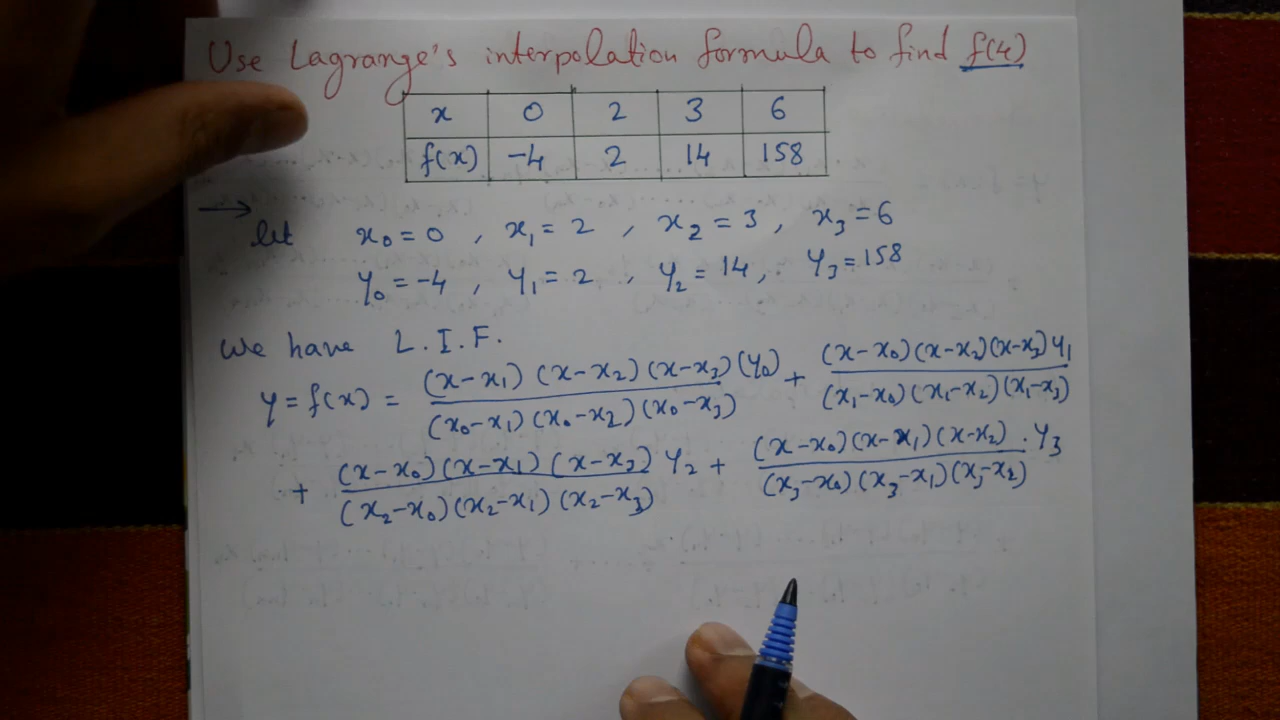 Use Lagrange's interpolation formula to find f(4)
x 0 2 3 6
f(x) -4 2 14 158
→ let x₀ = 0 , x₁ = 2 , x₂ = 3 , x₃ = 6
y₀ = -4 , y₁ = 2 , y₂ = 14 , y₃ = 158
We have L.I.F.
y = f(x) = (x-x₁)(x-x₂)(x-x₃)(y₀) / (x₀-x₁)(x₀-x₂)(x₀-x₃) + (x-x₀)(x-x₂)(x-x₃)y₁ / (x₁-x₀)(x₁-x₂)(x₁-x₃)
+ (x-x₀)(x-x₁)(x-x₃) / (x₂-x₀)(x₂-x₁)(x₂-x₃) y₂ + (x-x₀)(x-x₁)(x-x₂) / (x₃-x₀)(x₃-x₁)(x₃-x₂) . y₃